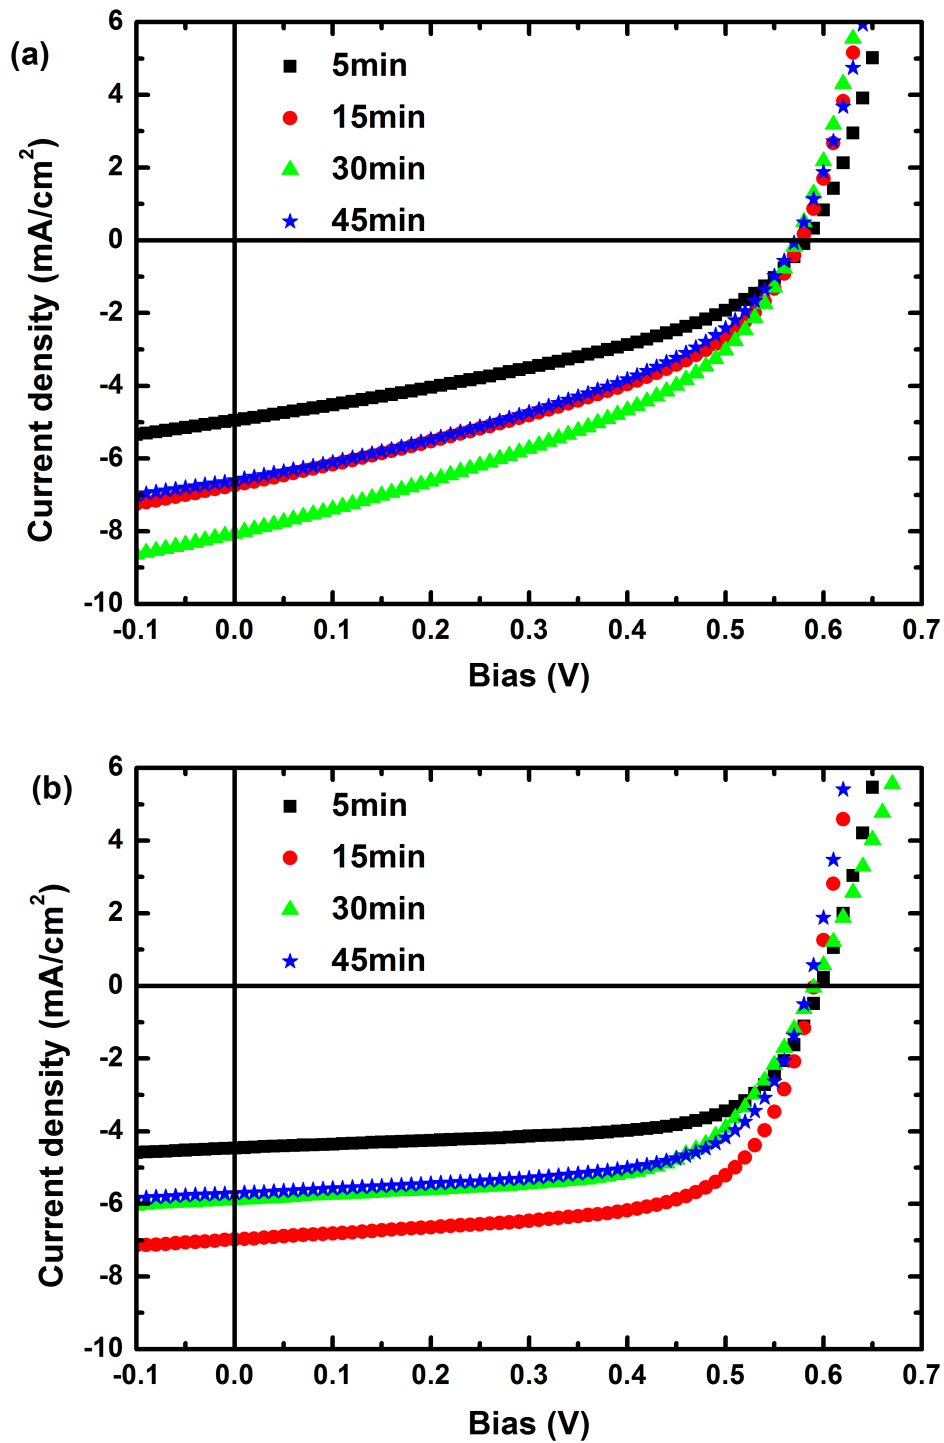 (a)
5min
15min
30min
45min
6
4
2
0
-2
-4
-6
-8
-10
Current density (mA/cm²)
-0.1 0.0 0.1 0.2 0.3 0.4 0.5 0.6 0.7
Bias (V)
(b)
5min
15min
30min
45min
6
4
2
0
-2
-4
-6
-8
-10
Current density (mA/cm²)
-0.1 0.0 0.1 0.2 0.3 0.4 0.5 0.6 0.7
Bias (V)